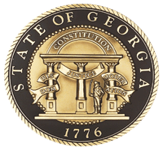 STATE OF GEORGIA
CONSTITUTION
1776